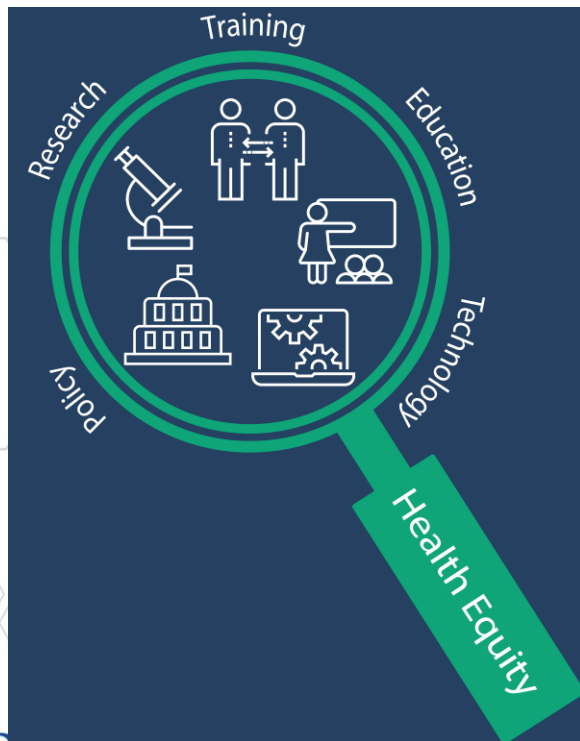 Training
Research
Education
Policy
Technology
Health Equity